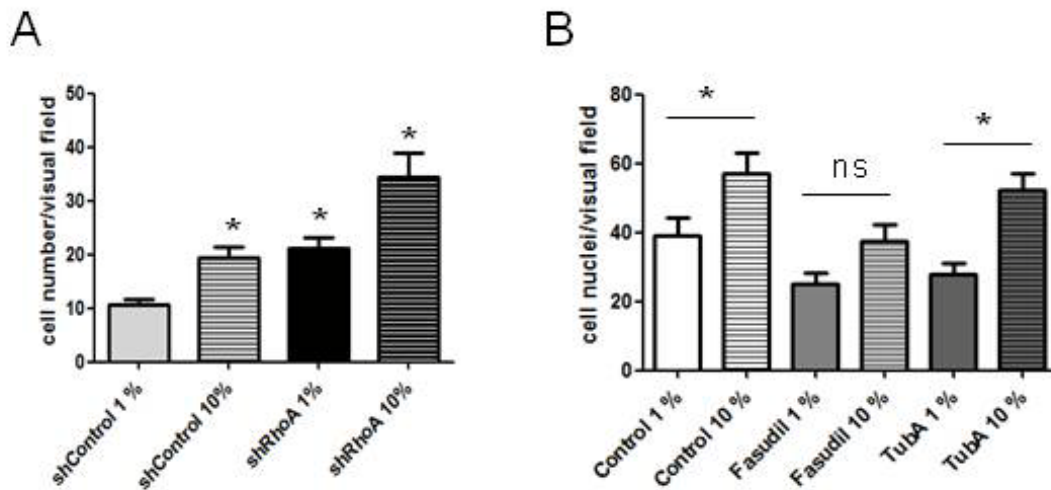 A
B
cell number/visual field
50
40
30
20
10
0
*
*
*
shControl 1 %
shControl 10%
shRhoA 1%
shRhoA 10%
cell nuclei/visual field
80
60
40
20
0
*
ns
*
Control 1 %
Control 10 %
Fasudil 1 %
Fasudil 10 %
TubA 1 %
TubA 10 %